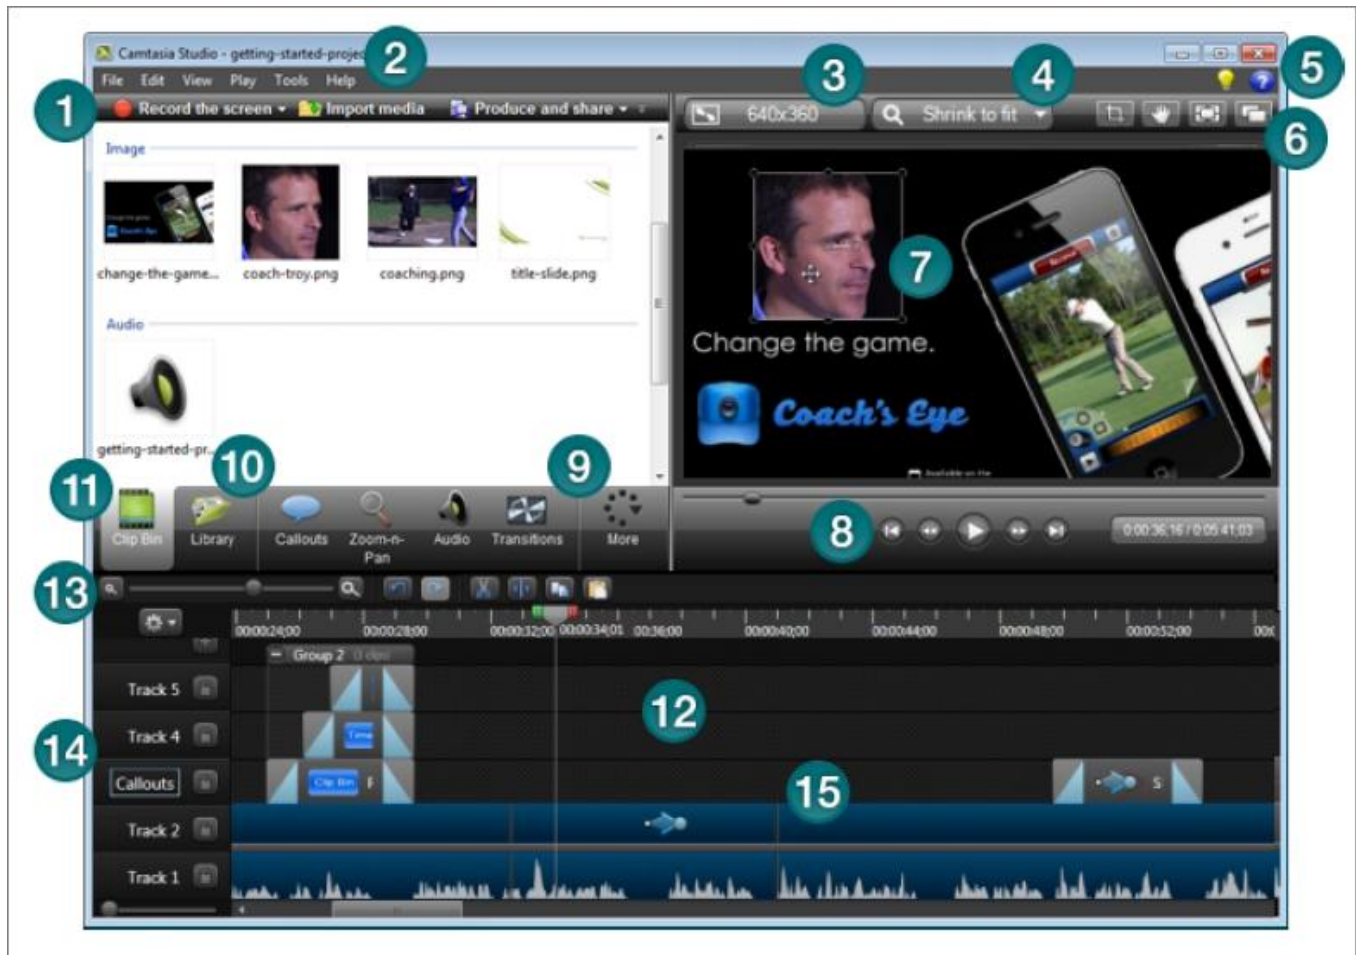 Camtasia Studio - getting-started-projec
2
File Edit View Play Tools Help
3
4
5
1
Record the screen
Import media
Produce and share
640x360
Shrink to fit
6
Image
change-the-game...
coach-troy.png
coaching.png
title-slide.png
Audio
getting-started-pr...
7
Change the game.
Coach's Eye
Available on the
11
10
9
Clip Bin
Library
Callouts
Zoom-n-
Pan
Audio
Transitions
More
8
0:00:36,16 / 0:05:41,03
13
00:00:24;00 00:00:28;00 00:00:32;00 00:00:34;01 00:36;00 00:00:40;00 00:00:44;00 00:00:48;00 00:00:52;00
Group 2
Track 5
12
Track 4
Time
14
Callouts
Clip Bin
S
15
Track 2
Track 1